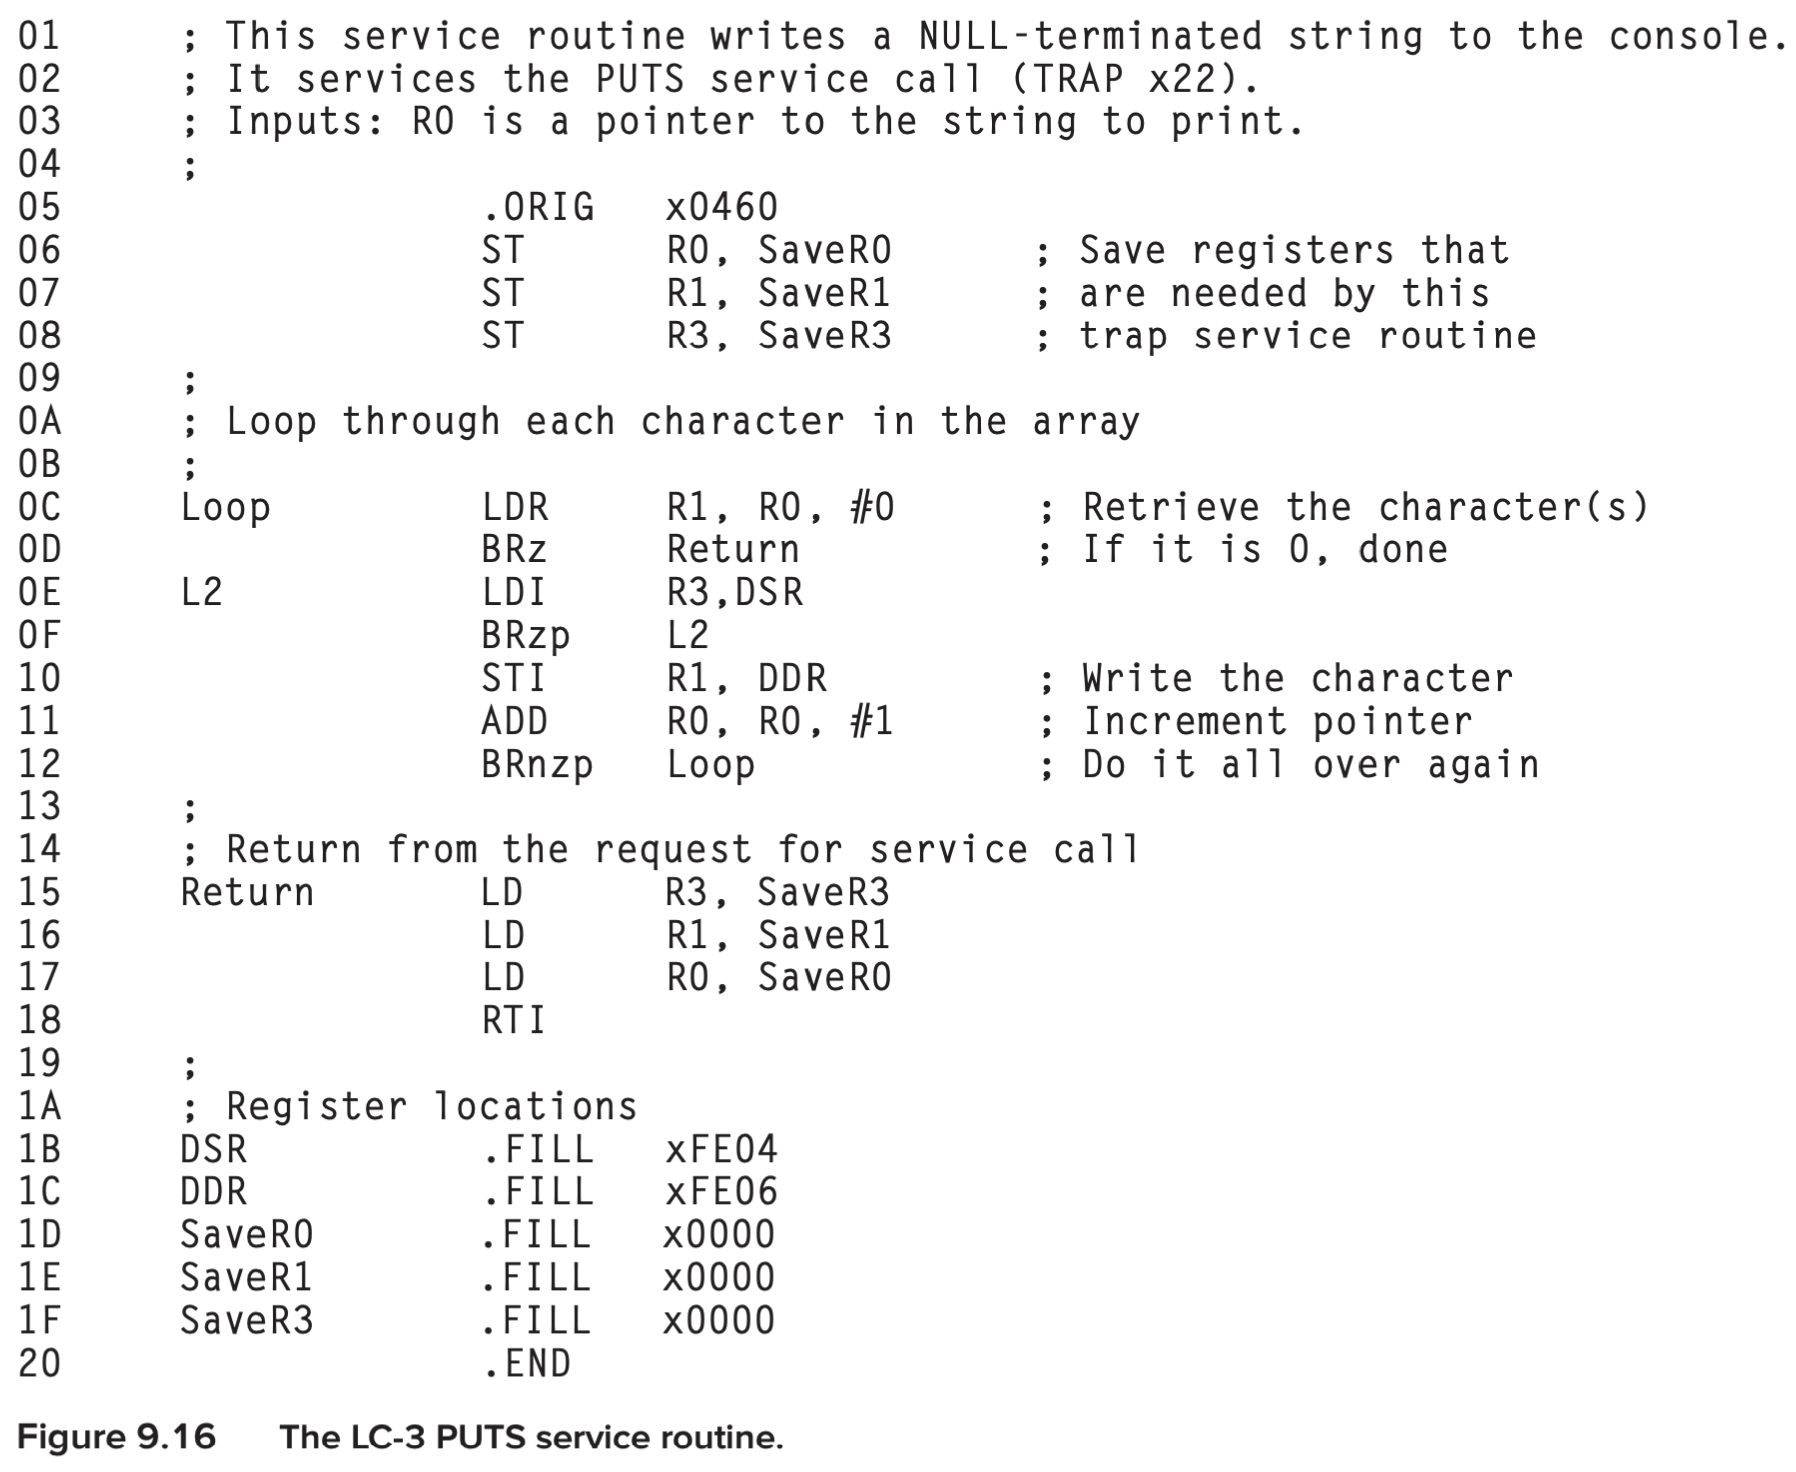 01 ; This service routine writes a NULL-terminated string to the console.
02 ; It services the PUTS service call (TRAP x22).
03 ; Inputs: R0 is a pointer to the string to print.
04 ;
05 .ORIG x0460
06 ST R0, SaveR0 ; Save registers that
07 ST R1, SaveR1 ; are needed by this
08 ST R3, SaveR3 ; trap service routine
09 ;
0A ; Loop through each character in the array
0B ;
0C Loop LDR R1, R0, #0 ; Retrieve the character(s)
0D BRz Return ; If it is 0, done
0E L2 LDI R3,DSR
0F BRzp L2
10 STI R1, DDR ; Write the character
11 ADD R0, R0, #1 ; Increment pointer
12 BRnzp Loop ; Do it all over again
13 ;
14 ; Return from the request for service call
15 Return LD R3, SaveR3
16 LD R1, SaveR1
17 LD R0, SaveR0
18 RTI
19 ;
1A ; Register locations
1B DSR .FILL xFE04
1C DDR .FILL xFE06
1D SaveR0 .FILL x0000
1E SaveR1 .FILL x0000
1F SaveR3 .FILL x0000
20 .END
Figure 9.16 The LC-3 PUTS service routine.